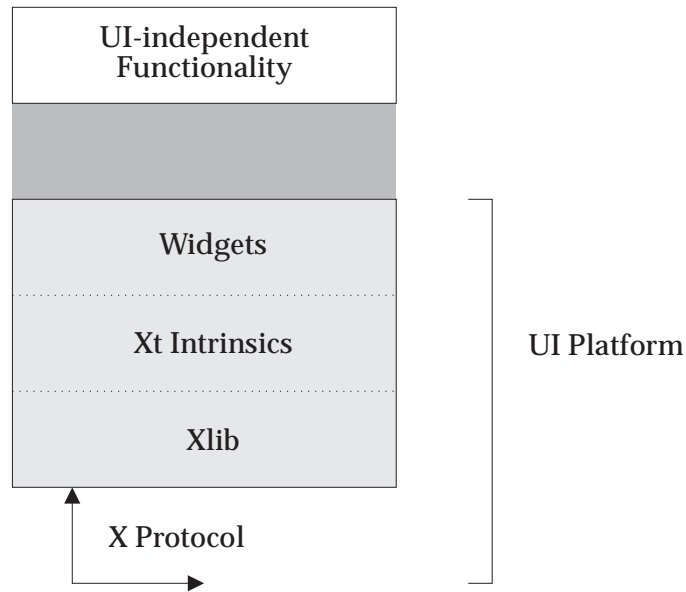 UI-independent
Functionality
Widgets
Xt Intrinsics
UI Platform
Xlib
X Protocol